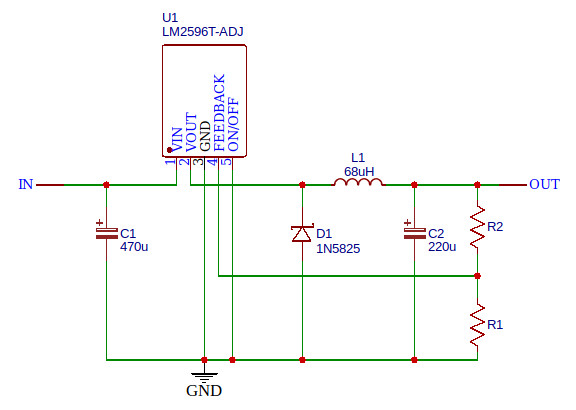 U1
LM2596T-ADJ
VIN
VOUT
GND
FEEDBACK
ON/OFF
1
2
3
4
5
IN
L1
68uH
OUT
C1
470u
D1
1N5825
C2
220u
R2
R1
GND